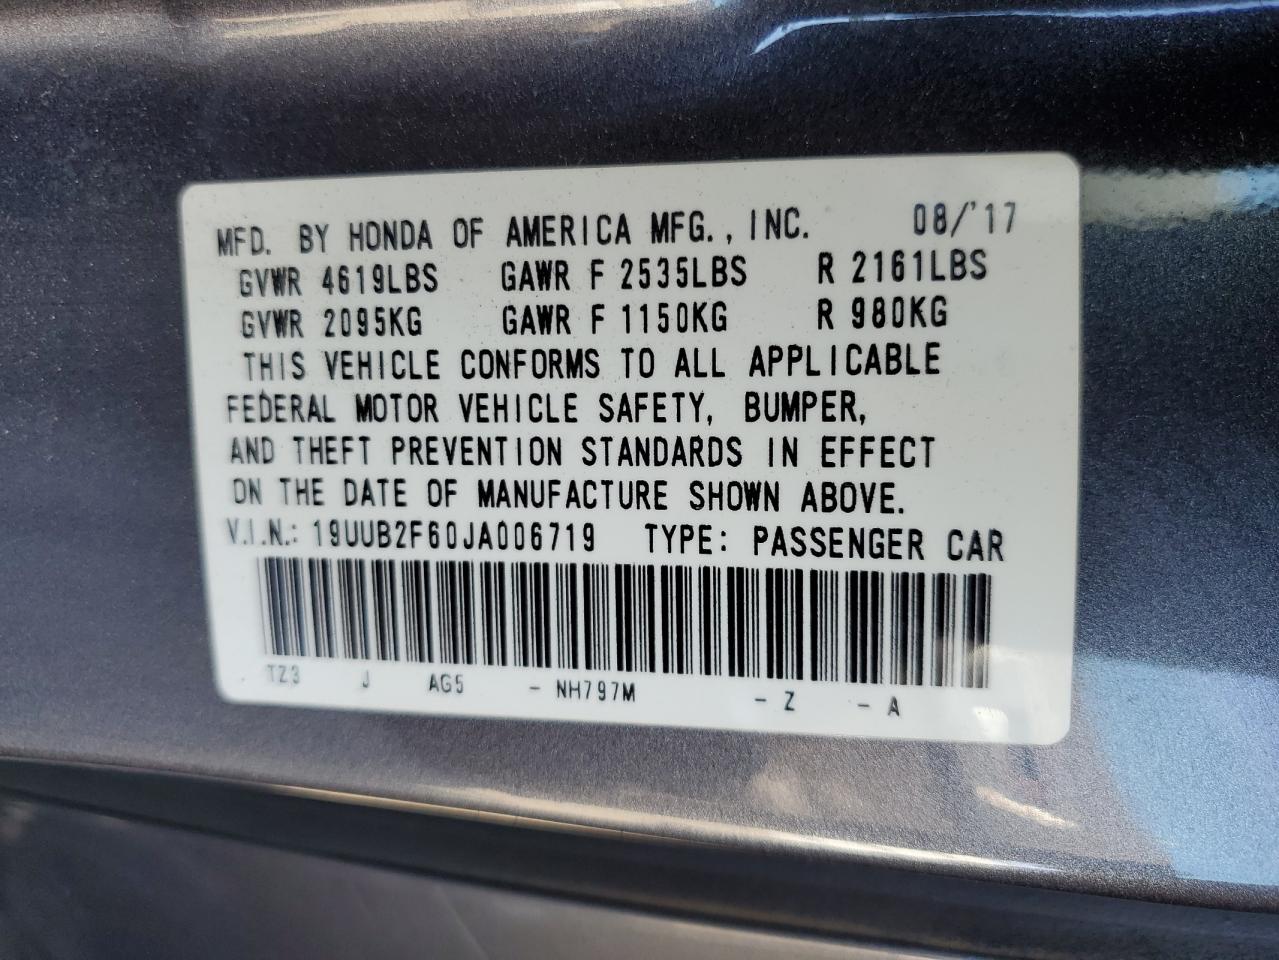 MFD. BY HONDA OF AMERICA MFG., INC. 08/'17
GVWR 4619LBS GAWR F 2535LBS R 2161LBS
GVWR 2095KG GAWR F 1150KG R 980KG
THIS VEHICLE CONFORMS TO ALL APPLICABLE
FEDERAL MOTOR VEHICLE SAFETY, BUMPER,
AND THEFT PREVENTION STANDARDS IN EFFECT
ON THE DATE OF MANUFACTURE SHOWN ABOVE.
V.I.N.: 19UUB2F60JA006719 TYPE: PASSENGER CAR
TZ3 J AG5 - NH797M - Z - A